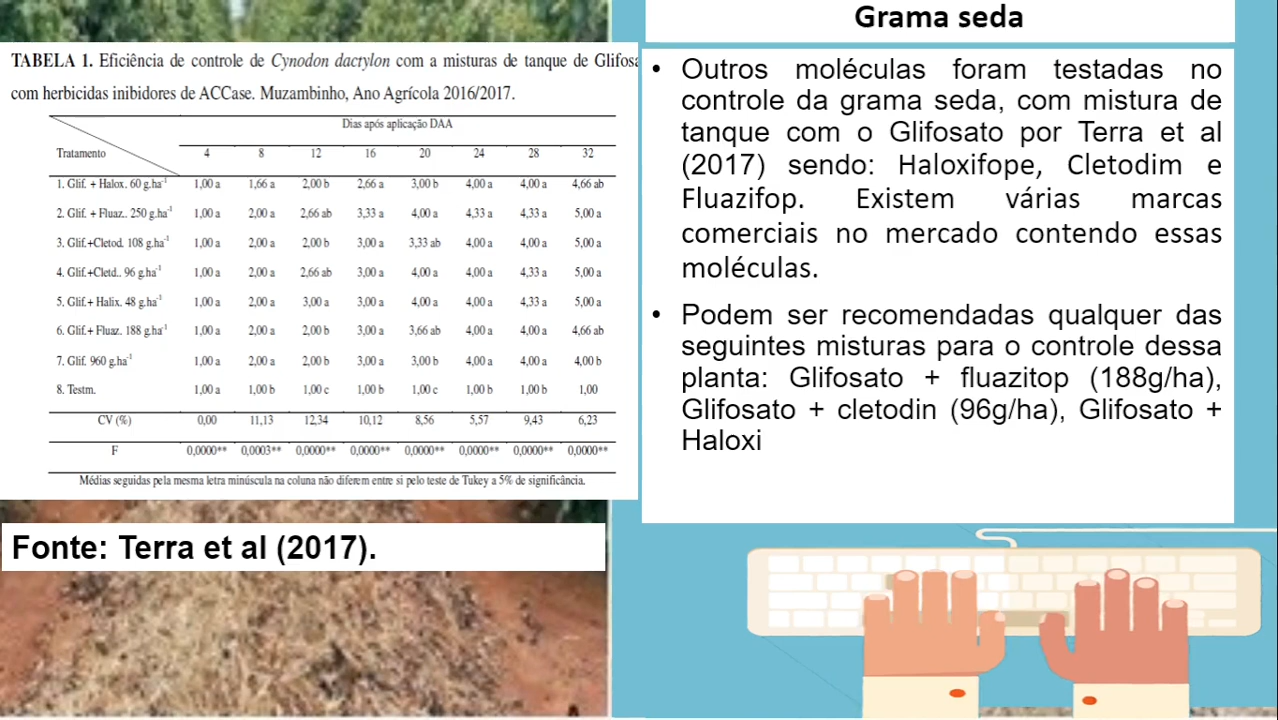 Grama seda
TABELA 1. Eficiência de controle de Cynodon dactylon com a misturas de tanque de Glifosa
com herbicidas inibidores de ACCase. Muzambinho, Ano Agrícola 2016/2017.
Dias após aplicação DAA
Tratamento 4 8 12 16 20 24 28 32
1. Glif. + Halox. 60 g.ha-1 1,00 a 1,66 a 2,00 b 2,66 a 3,00 b 4,00 a 4,00 a 4,66 ab
2. Glif. + Fluaz. 250 g.ha-1 1,00 a 2,00 a 2,66 ab 3,33 a 4,00 a 4,33 a 4,33 a 5,00 a
3. Glif.+Cletod. 108 g.ha-1 1,00 a 2,00 a 2,00 b 3,00 a 3,33 ab 4,00 a 4,00 a 5,00 a
4. Glif.+Cletd.. 96 g.ha-1 1,00 a 2,00 a 2,66 ab 3,00 a 4,00 a 4,00 a 4,33 a 5,00 a
5. Glif.+ Halix. 48 g.ha-1 1,00 a 2,00 a 3,00 a 3,00 a 4,00 a 4,00 a 4,33 a 5,00 a
6. Glif.+ Fluaz. 188 g.ha-1 1,00 a 2,00 a 2,00 b 3,00 a 3,66 ab 4,00 a 4,00 a 4,66 ab
7. Glif. 960 g.ha-1 1,00 a 2,00 a 2,00 b 3,00 a 3,00 b 4,00 a 4,00 a 4,00 b
8. Testm. 1,00 a 1,00 b 1,00 c 1,00 b 1,00 c 1,00 b 1,00 b 1,00
CV (%) 0,00 11,13 12,34 10,12 8,56 5,57 9,43 6,23
F 0,0000** 0,0003** 0,0000** 0,0000** 0,0000** 0,0000** 0,0000** 0,0000**
Médias seguidas pela mesma letra minúscula na coluna não diferem entre si pelo teste de Tukey a 5% de significância.
Fonte: Terra et al (2017).
• Outros moléculas foram testadas no
controle da grama seda, com mistura de
tanque com o Glifosato por Terra et al
(2017) sendo: Haloxifope, Cletodim e
Fluazifop. Existem várias marcas
comerciais no mercado contendo essas
moléculas.
• Podem ser recomendadas qualquer das
seguintes misturas para o controle dessa
planta: Glifosato + fluazitop (188g/ha),
Glifosato + cletodin (96g/ha), Glifosato +
Haloxi